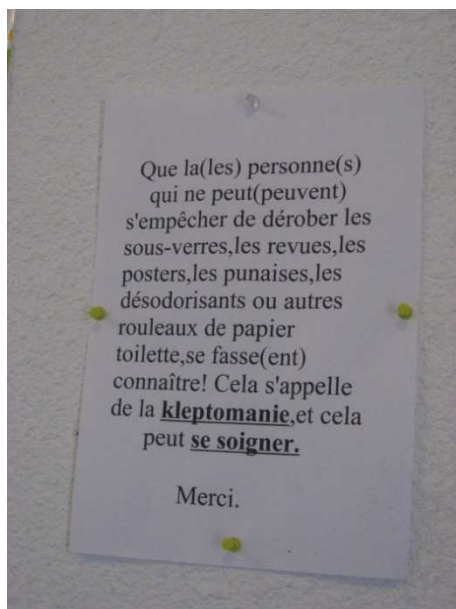 Que la(les) personne(s)
qui ne peut(peuvent)
s'empêcher de dérober les
sous-verres,les revues,les
posters,les punaises,les
désodorisants ou autres
rouleaux de papier
toilette,se fasse(ent)
connaître! Cela s'appelle
de la kleptomanie,et cela
peut se soigner.
Merci.